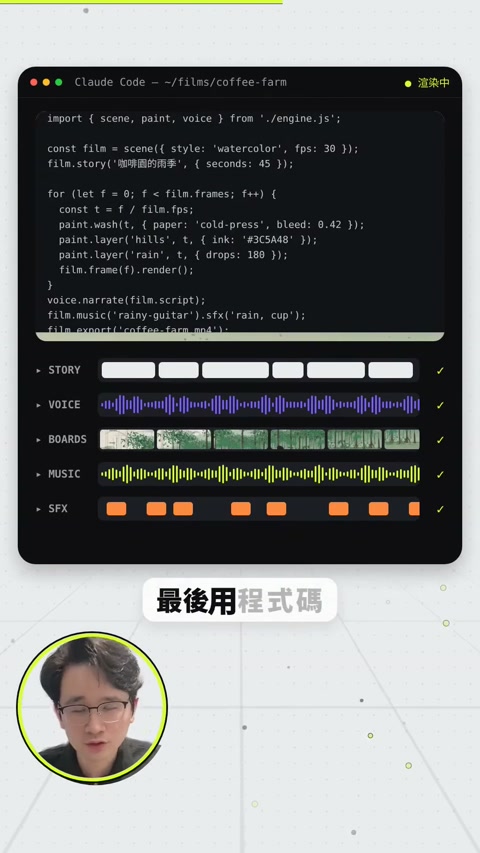 Claude Code — ~/films/coffee-farm
● 渲染中
import { scene, paint, voice } from './engine.js';
const film = scene({ style: 'watercolor', fps: 30 });
film.story('咖啡園的雨季', { seconds: 45 });
for (let f = 0; f < film.frames; f++) {
const t = f / film.fps;
paint.wash(t, { paper: 'cold-press', bleed: 0.42 });
paint.layer('hills', t, { ink: '#3C5A48' });
paint.layer('rain', t, { drops: 180 });
film.frame(f).render();
}
voice.narrate(film.script);
film.music('rainy-guitar').sfx('rain, cup');
film.export('coffee-farm.mp4');
▸ STORY ✓
▸ VOICE ✓
▸ BOARDS ✓
▸ MUSIC ✓
▸ SFX ✓
最後用程式碼